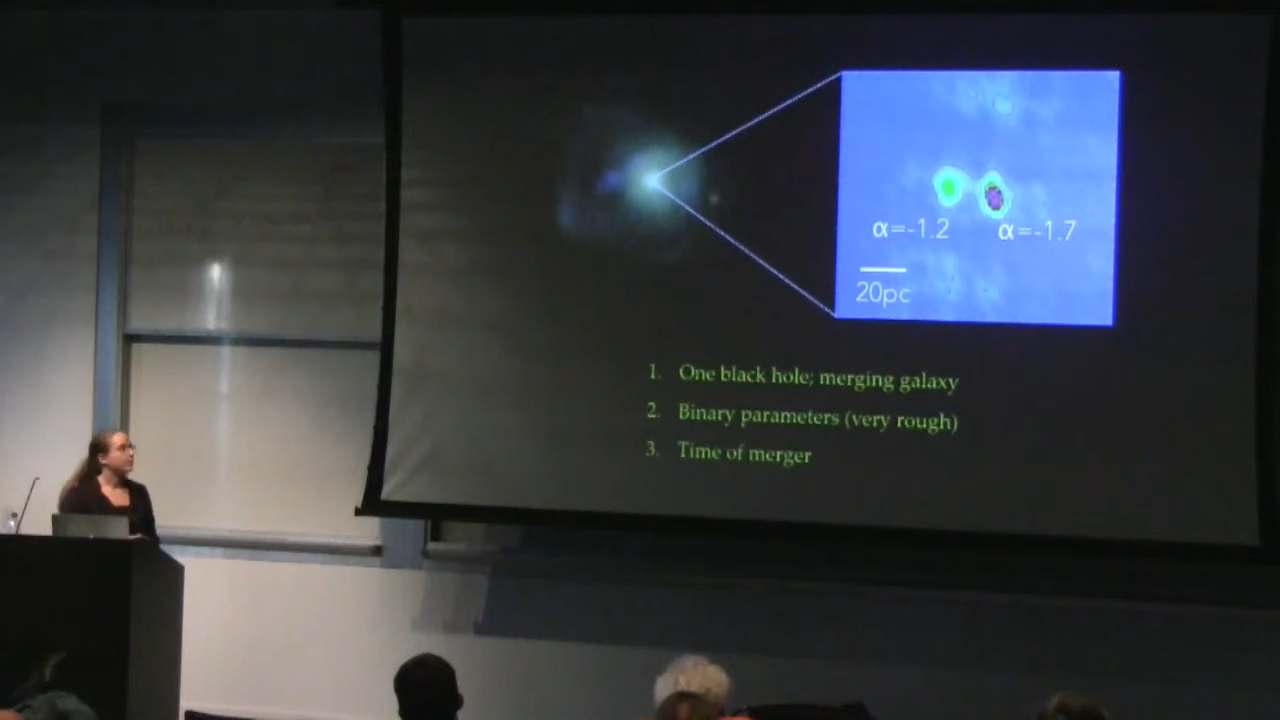 α=-1.2 α=-1.7
20pc
1. One black hole; merging galaxy
2. Binary parameters (very rough)
3. Time of merger